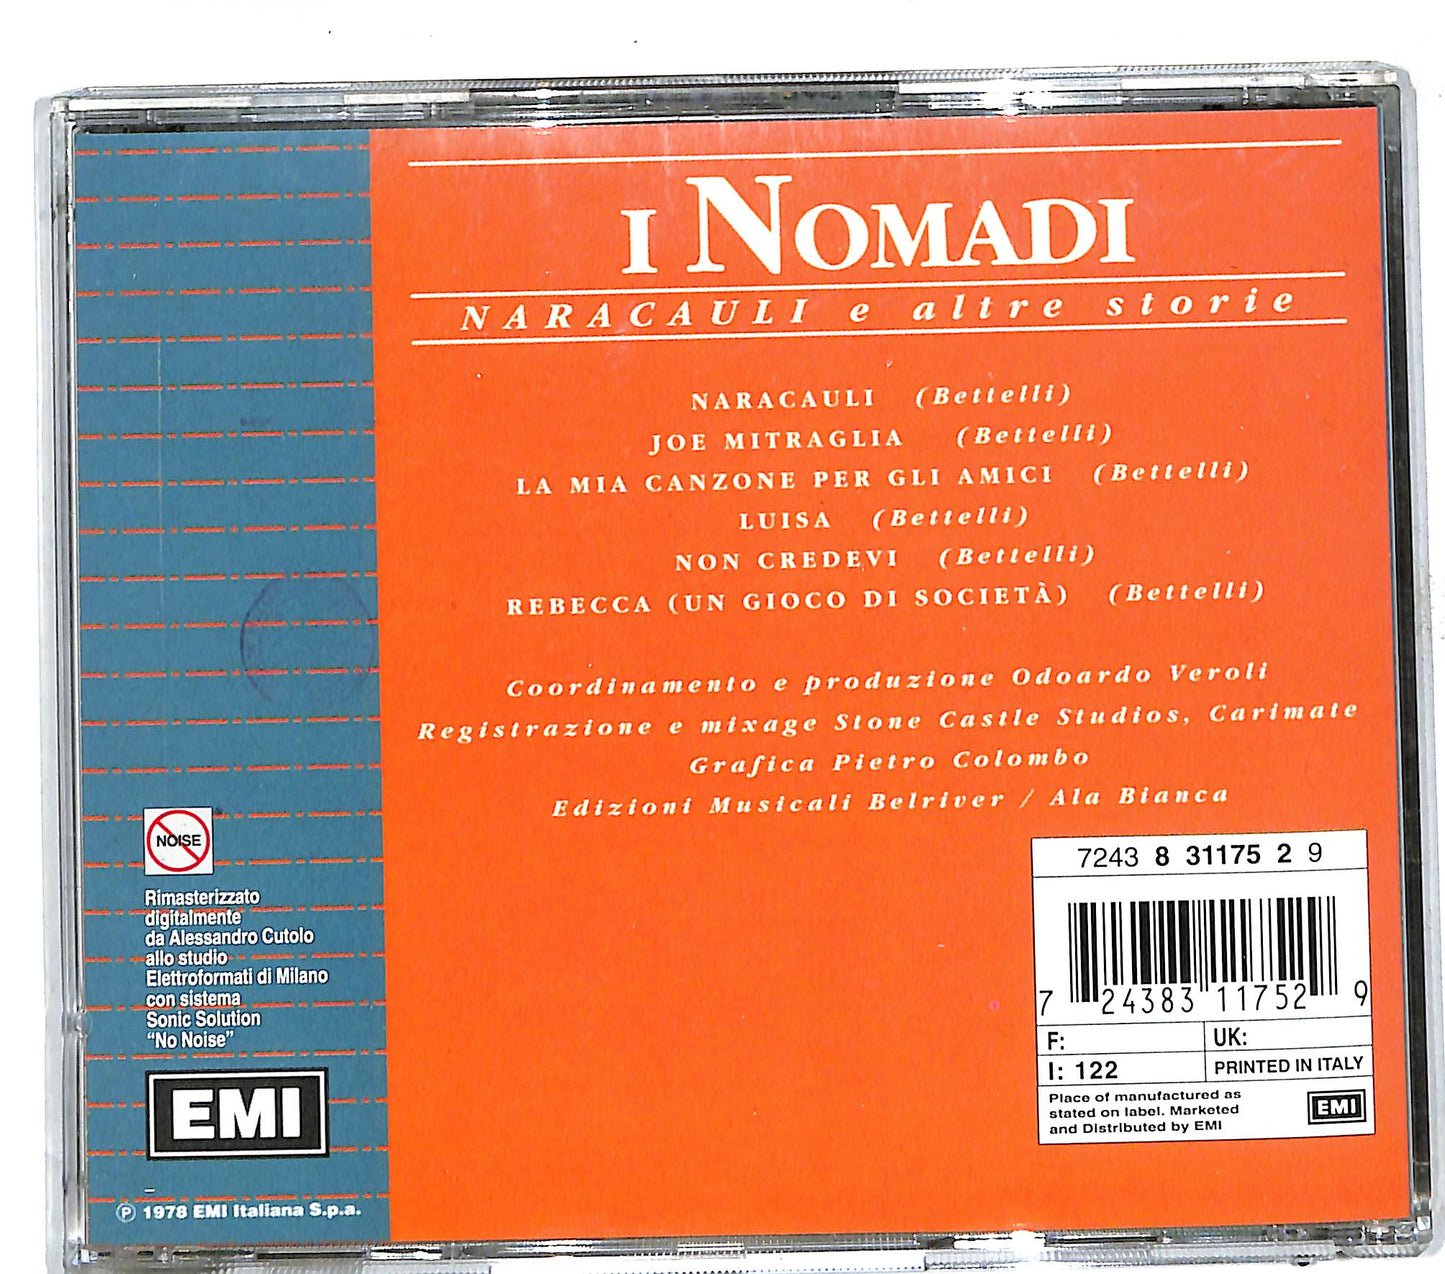 I NOMADI
NARACAULI e altre storie
NARACAULI (Bettelli)
JOE MITRAGLIA (Bettelli)
LA MIA CANZONE PER GLI AMICI (Bettelli)
LUISA (Bettelli)
NON CREDEVI (Bettelli)
REBECCA (UN GIOCO DI SOCIETÀ) (Bettelli)
Coordinamento e produzione Odoardo Veroli
Registrazione e mixage Stone Castle Studios, Carimate
Grafica Pietro Colombo
Edizioni Musicali Belriver / Ala Bianca
NOISE
Rimasterizzato
digitalmente
da Alessandro Cutolo
allo studio
Elettroformati di Milano
con sistema
Sonic Solution
"No Noise"
EMI
℗ 1978 EMI Italiana S.p.a.
7243 8 31175 2 9
7 24383 11752 9
F: UK:
I: 122 PRINTED IN ITALY
Place of manufactured as
stated on label. Marketed
and Distributed by EMI
EMI